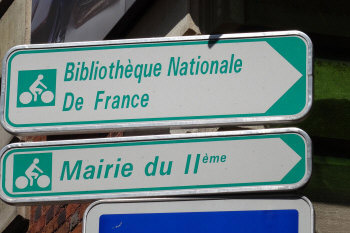 Bibliothèque Nationale
De France
Mairie du IIème